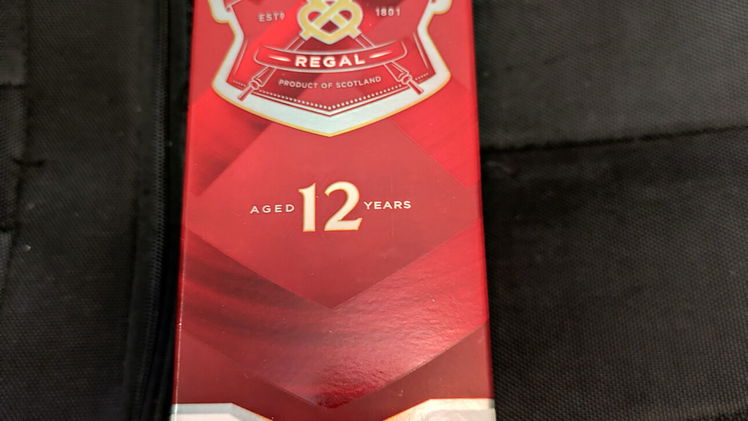 ESTD 1801
REGAL
PRODUCT OF SCOTLAND
AGED 12 YEARS